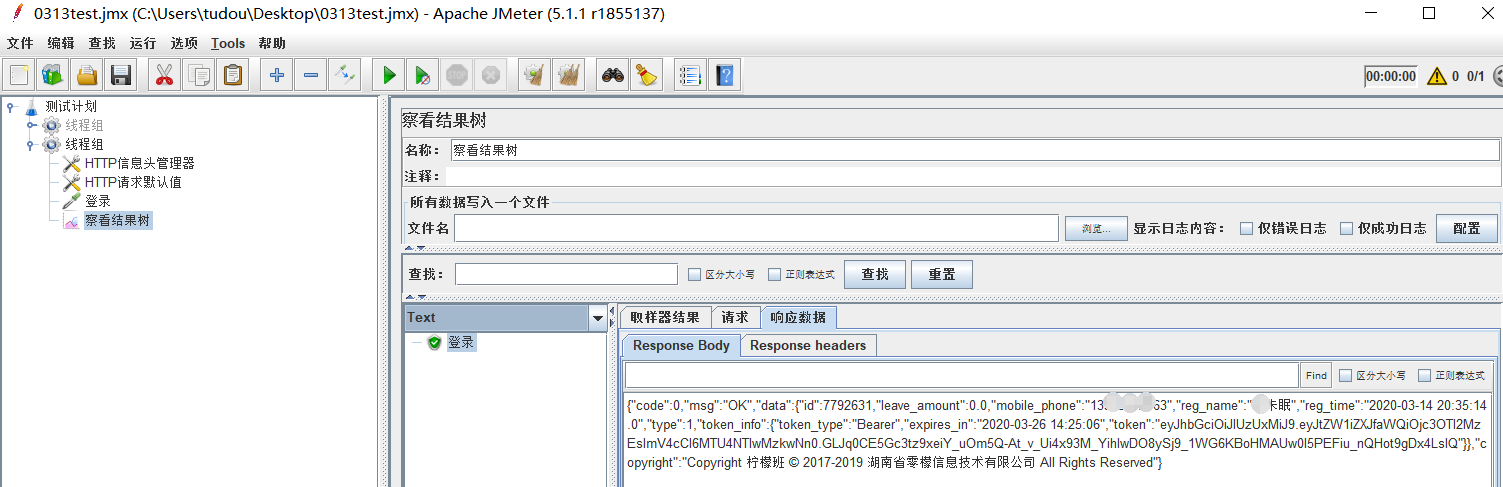 0313test.jmx (C:\Users\tudou\Desktop\0313test.jmx) - Apache JMeter (5.1.1 r1855137)
文件 编辑 查找 运行 选项 Tools 帮助
STOP
00:00:00 0 0/1
测试计划
线程组
线程组
HTTP信息头管理器
HTTP请求默认值
登录
察看结果树
察看结果树
名称： 察看结果树
注释：
所有数据写入一个文件
文件名 浏览... 显示日志内容： 仅错误日志 仅成功日志 配置
查找： 区分大小写 正则表达式 查找 重置
Text
登录
取样器结果 请求 响应数据
Response Body Response headers
Find 区分大小写 正则表达式
{"code":0,"msg":"OK","data":{"id":7792631,"leave_amount":0.0,"mobile_phone":"13 63","reg_name":" 卡眠","reg_time":"2020-03-14 20:35:14
.0","type":1,"token_info":{"token_type":"Bearer","expires_in":"2020-03-26 14:25:06","token":"eyJhbGciOiJIUzUxMiJ9.eyJtZW1iZXJfaWQiOjc3OTI2Mz
EsImV4cCI6MTU4NTIwMzkwNn0.GLJq0CE5Gc3tz9xeiY_uOm5Q-At_v_Ui4x93M_YihlwDO8ySj9_1WG6KBoHMAUw0I5PEFiu_nQHot9gDx4LslQ"}},"c
opyright":"Copyright 柠檬班 © 2017-2019 湖南省零檬信息技术有限公司 All Rights Reserved"}